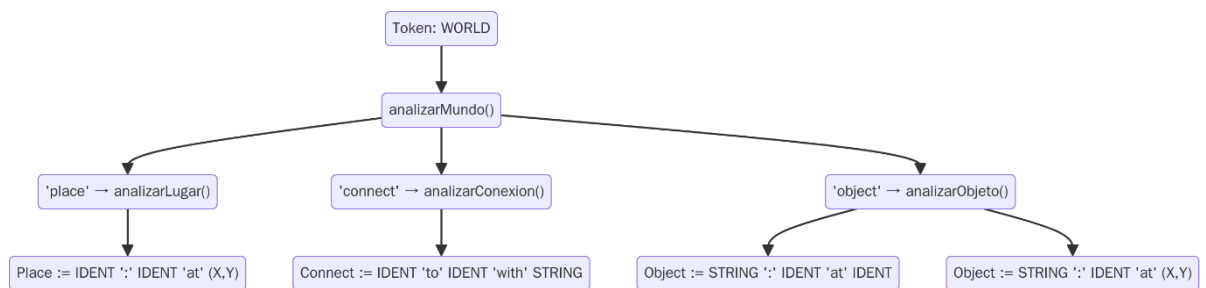 Token: WORLD
analizarMundo()
'place' → analizarLugar()
'connect' → analizarConexion()
'object' → analizarObjeto()
Place := IDENT ':' IDENT 'at' (X,Y)
Connect := IDENT 'to' IDENT 'with' STRING
Object := STRING ':' IDENT 'at' IDENT
Object := STRING ':' IDENT 'at' (X,Y)